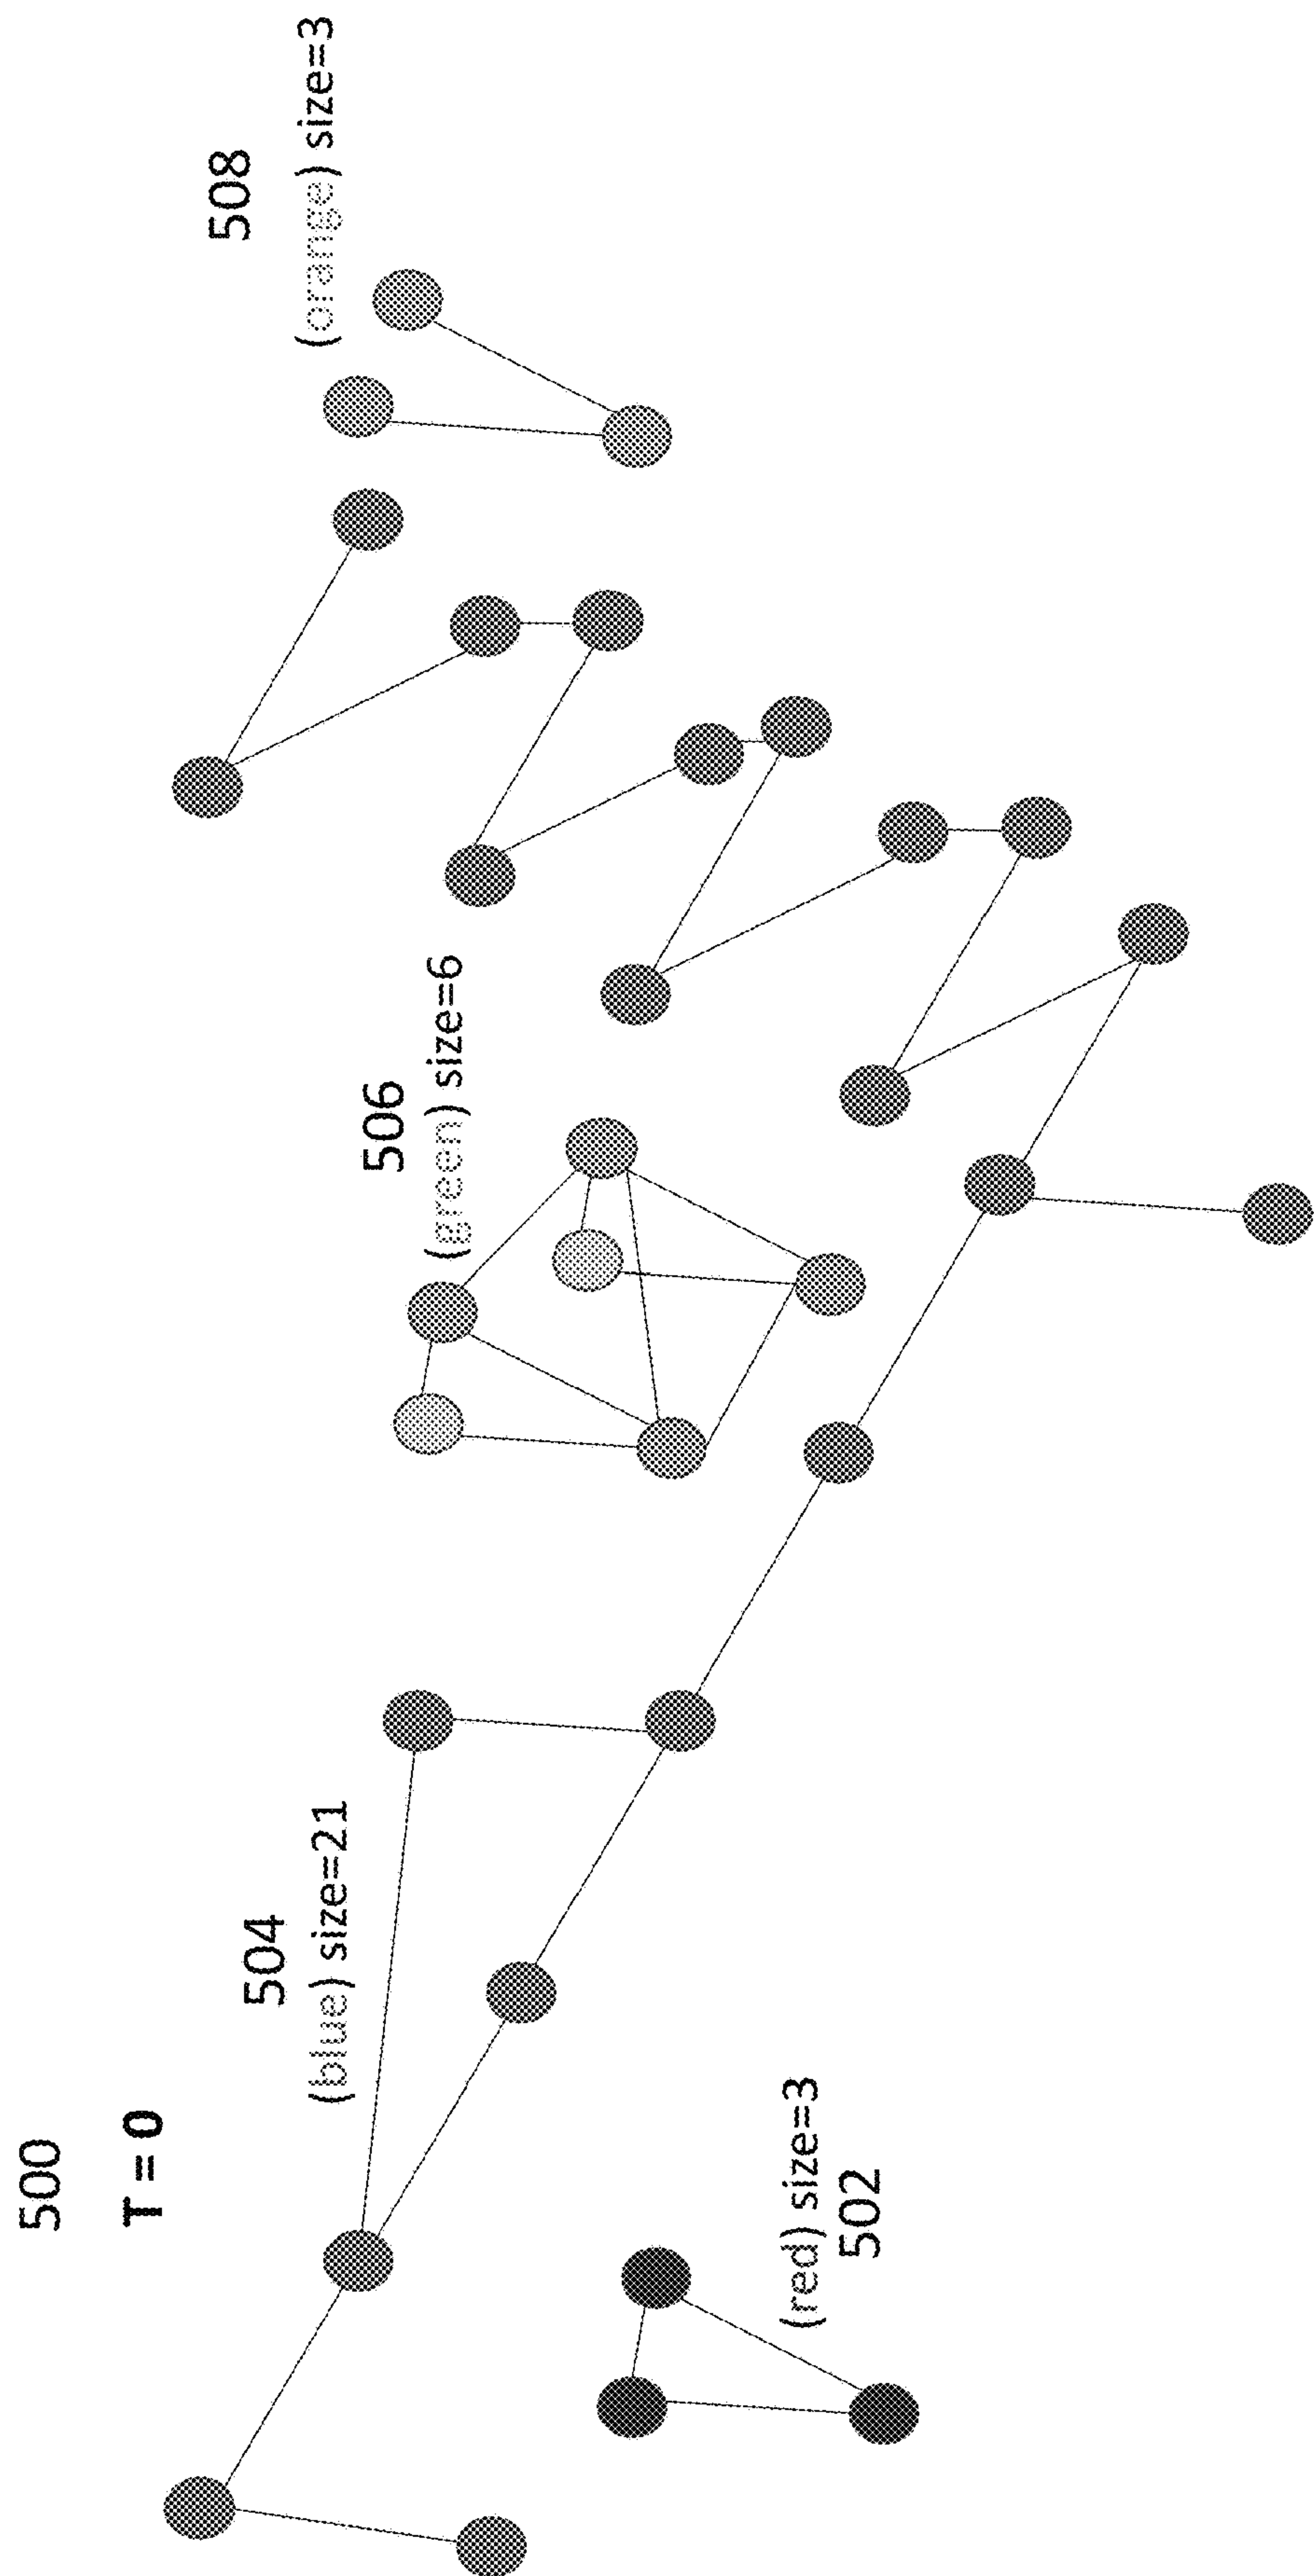 500
T = 0
504
(blue) size=21
(red) size=3
502
506
(green) size=6
508
(orange) size=3